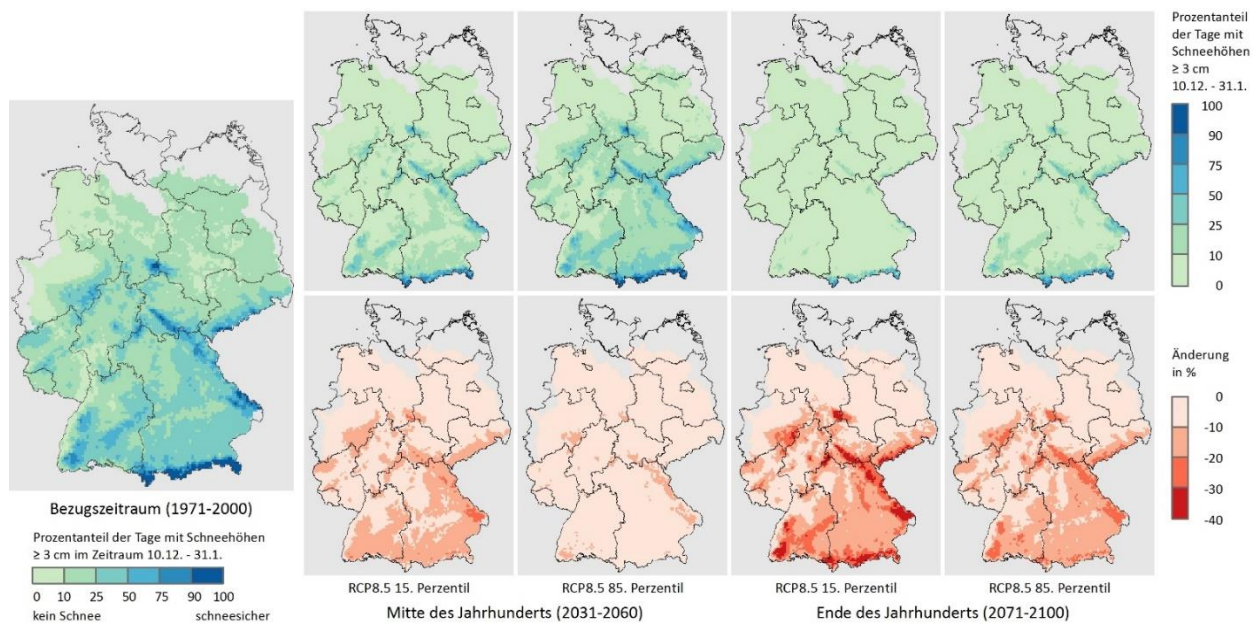 Bezugszeitraum (1971-2000)
Prozentanteil der Tage mit Schneehöhen
≥ 3 cm im Zeitraum 10.12. - 31.1.
0 10 25 50 75 90 100
kein Schnee schneesicher
Prozentanteil
der Tage mit
Schneehöhen
≥ 3 cm
10.12. - 31.1.
100
90
75
50
25
10
0
Änderung
in %
0
-10
-20
-30
-40
RCP8.5 15. Perzentil RCP8.5 85. Perzentil RCP8.5 15. Perzentil RCP8.5 85. Perzentil
Mitte des Jahrhunderts (2031-2060) Ende des Jahrhunderts (2071-2100)